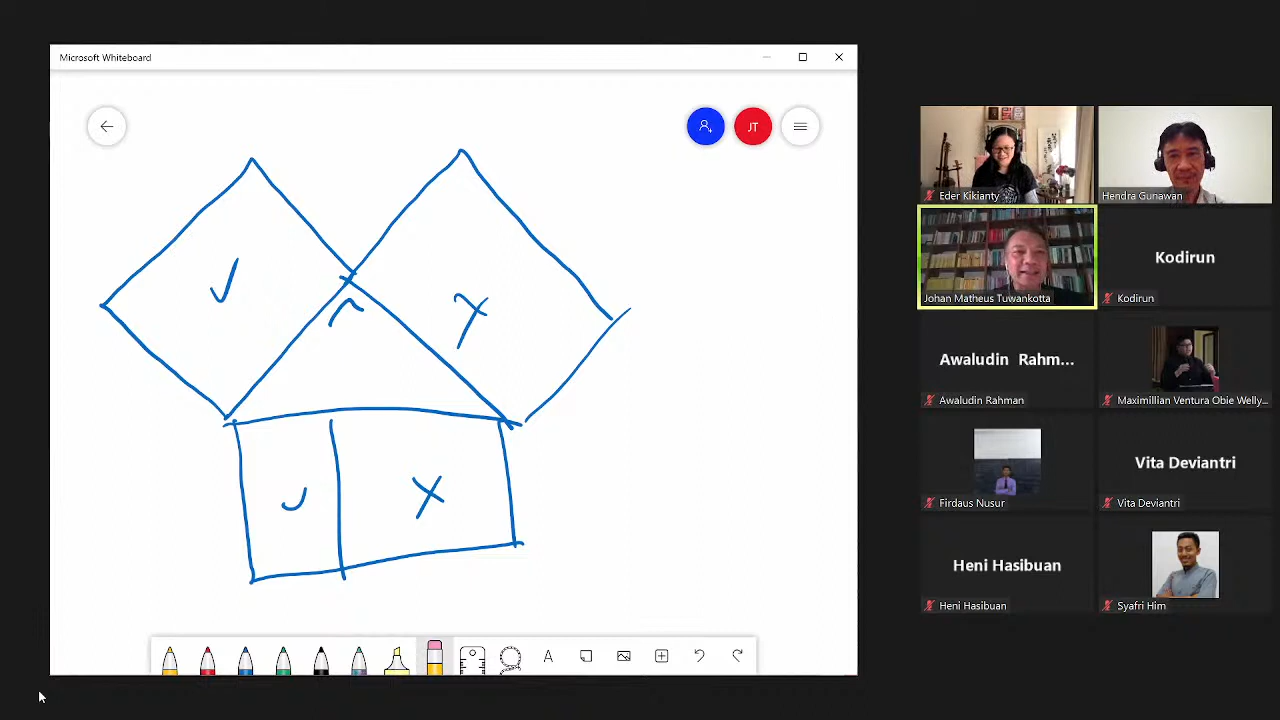 Microsoft Whiteboard
JT
A
Eder Kikianty
Hendra Gunawan
Johan Matheus Tuwankotta
Kodirun
Kodirun
Awaludin Rahm...
Awaludin Rahman
Maximillian Ventura Obie Welly...
Firdaus Nusur
Vita Deviantri
Vita Deviantri
Heni Hasibuan
Heni Hasibuan
Syafri Him